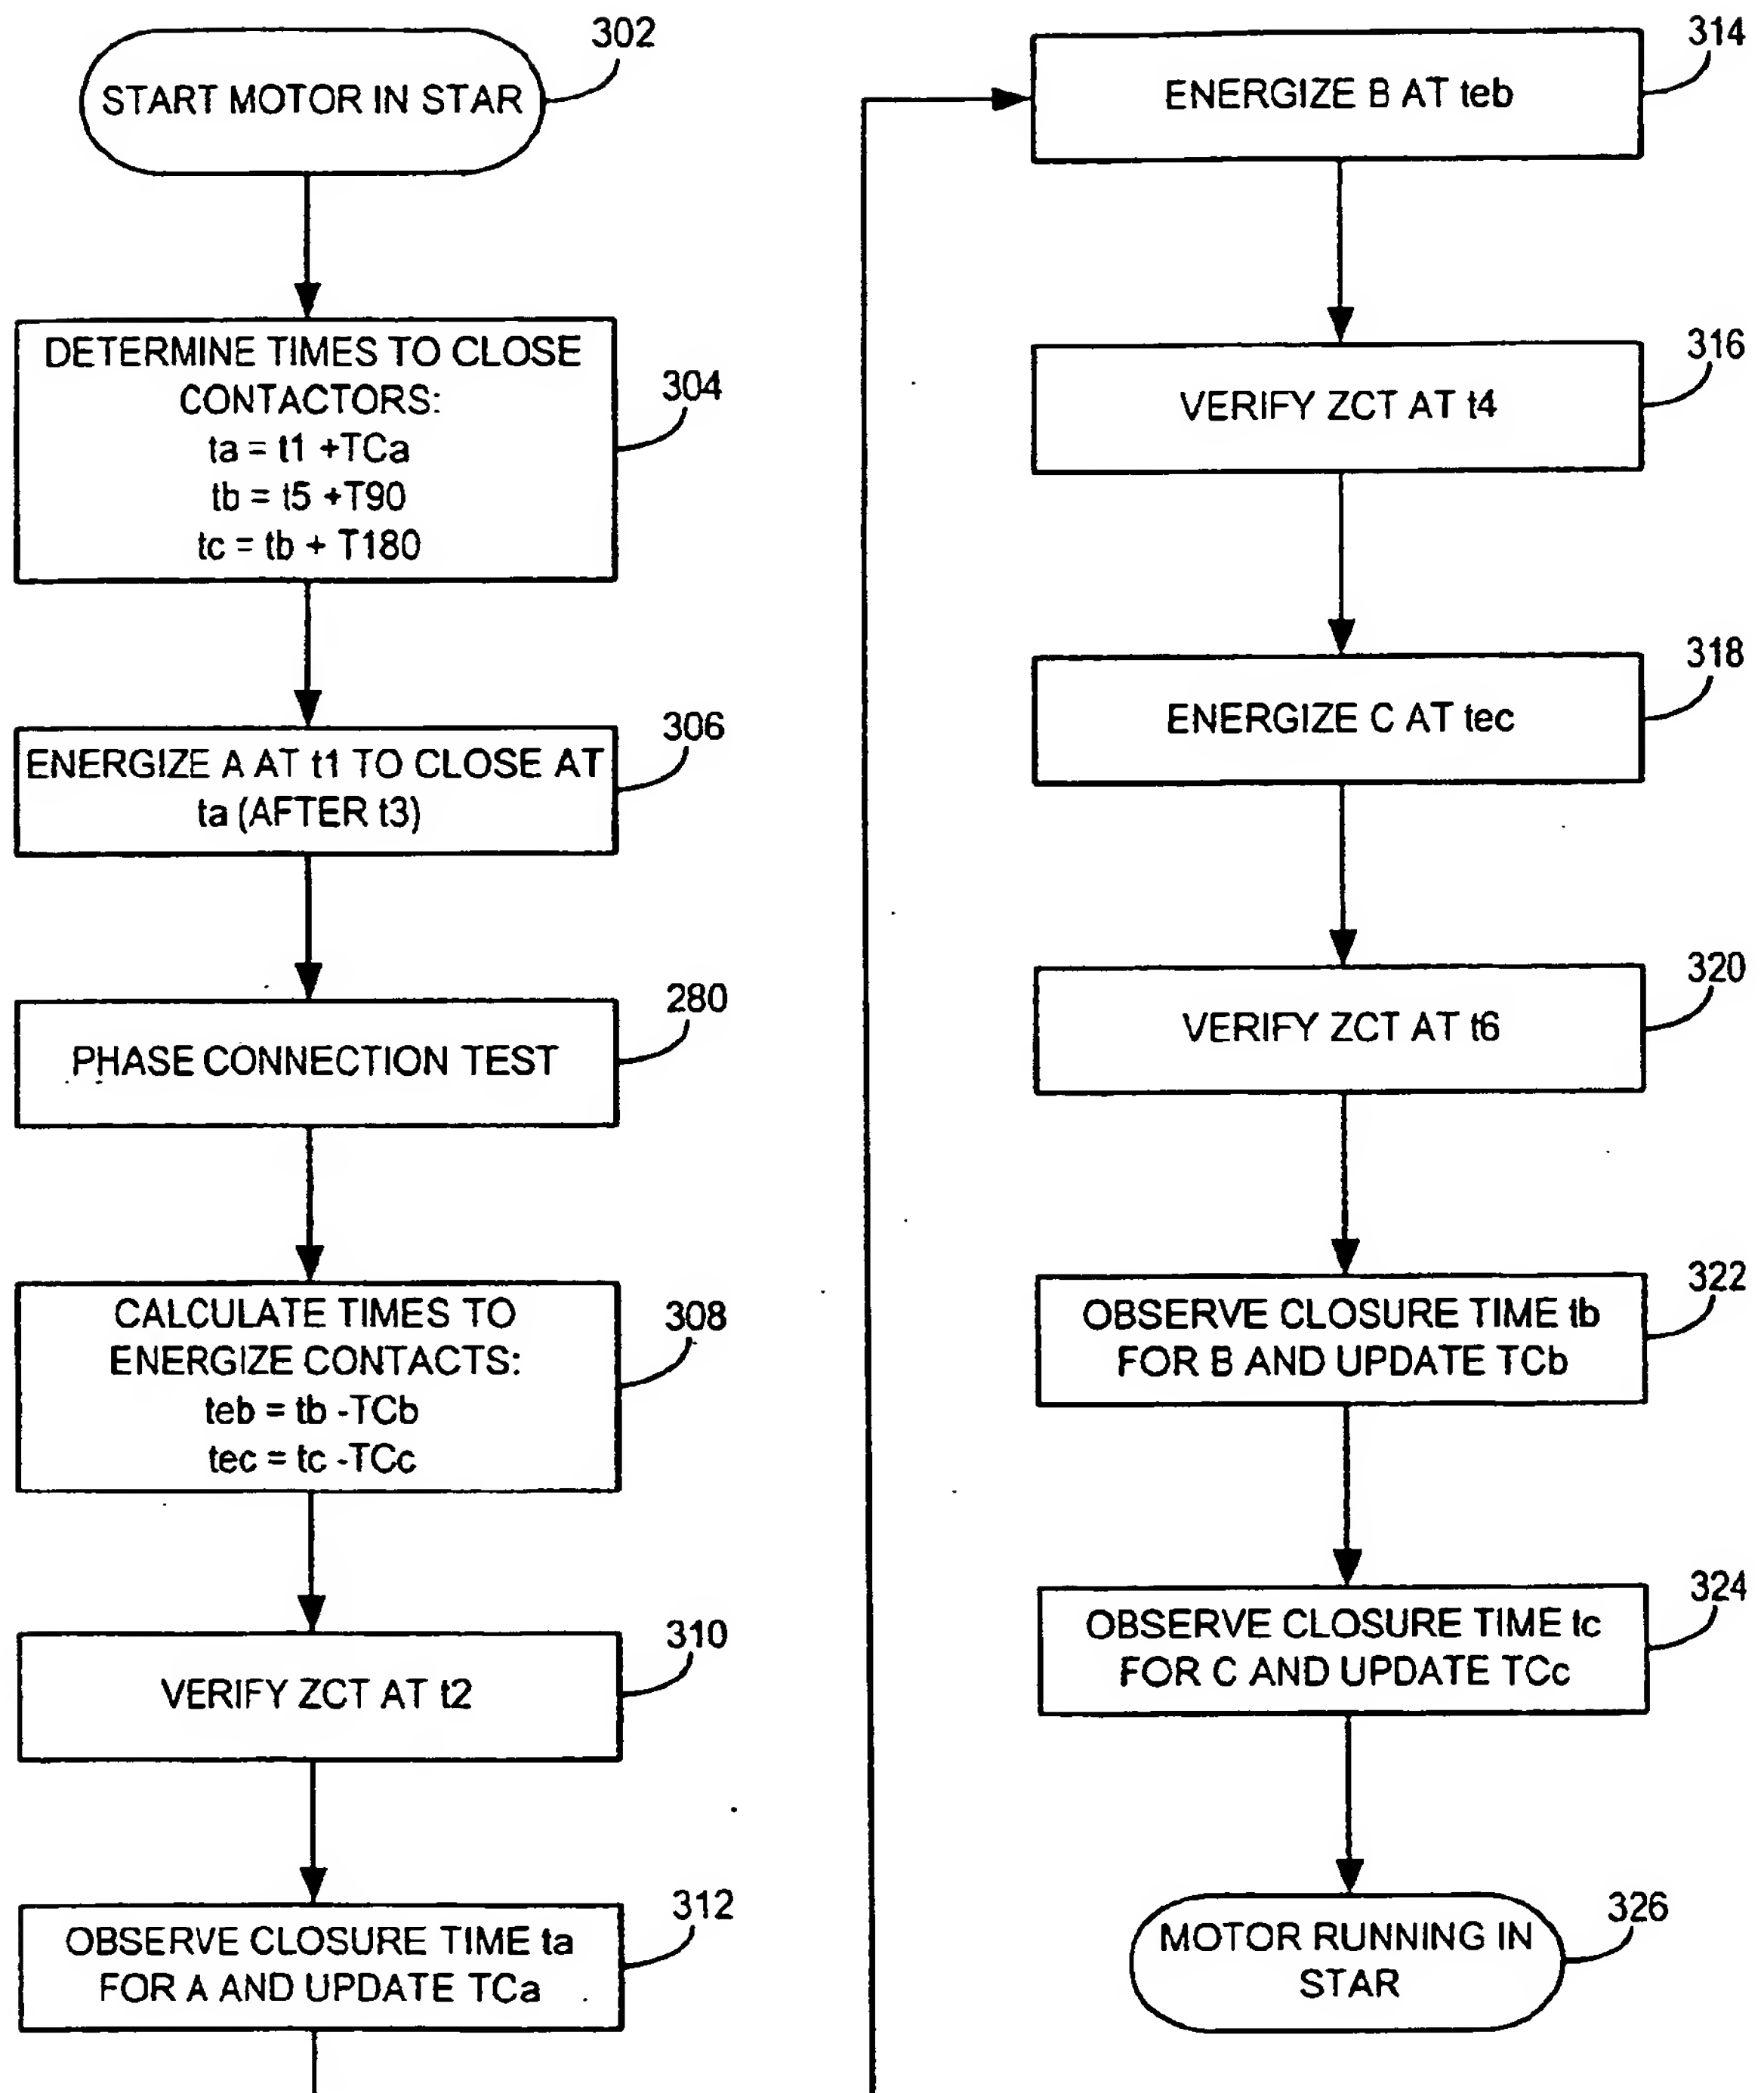 302
START MOTOR IN STAR
304
DETERMINE TIMES TO CLOSE
CONTACTORS:
ta = t1 +TCa
tb = t5 +T90
tc = tb + T180
306
ENERGIZE A AT t1 TO CLOSE AT
ta (AFTER t3)
280
PHASE CONNECTION TEST
308
CALCULATE TIMES TO
ENERGIZE CONTACTS:
teb = tb -TCb
tec = tc -TCc
310
VERIFY ZCT AT t2
312
OBSERVE CLOSURE TIME ta
FOR A AND UPDATE TCa
314
ENERGIZE B AT teb
316
VERIFY ZCT AT t4
318
ENERGIZE C AT tec
320
VERIFY ZCT AT t6
322
OBSERVE CLOSURE TIME tb
FOR B AND UPDATE TCb
324
OBSERVE CLOSURE TIME tc
FOR C AND UPDATE TCc
326
MOTOR RUNNING IN
STAR